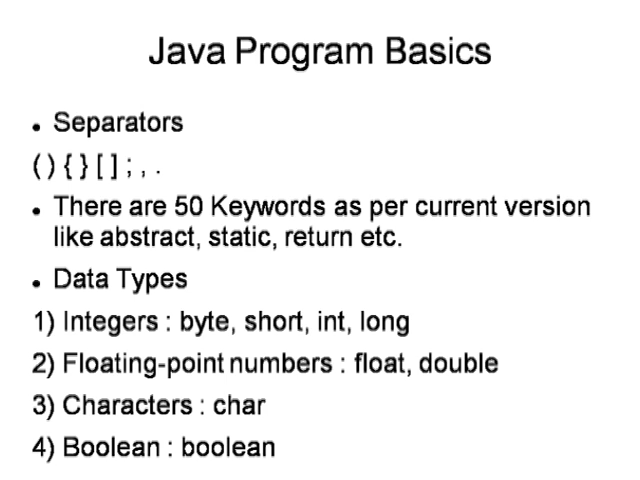 Java Program Basics
• Separators
( ) { } [ ] ; , .
• There are 50 Keywords as per current version
like abstract, static, return etc.
• Data Types
1) Integers : byte, short, int, long
2) Floating-point numbers : float, double
3) Characters : char
4) Boolean : boolean